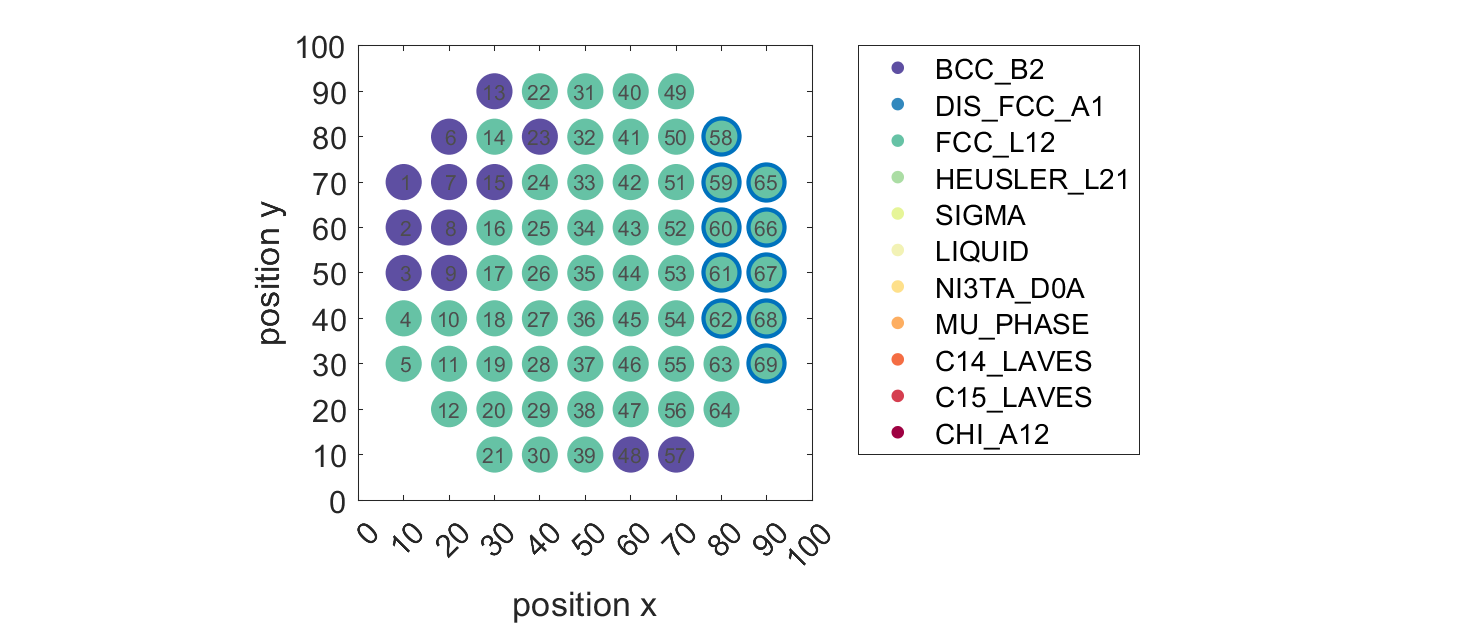 100
90 13 22 31 40 49
80 6 14 23 32 41 50 58
70 1 7 15 24 33 42 51 59 65
60 2 8 16 25 34 43 52 60 66
50 3 9 17 26 35 44 53 61 67
40 4 10 18 27 36 45 54 62 68
30 5 11 19 28 37 46 55 63 69
20 12 20 29 38 47 56 64
10 21 30 39 48 57
0
0 10 20 30 40 50 60 70 80 90 100
position x
position y
BCC_B2
DIS_FCC_A1
FCC_L12
HEUSLER_L21
SIGMA
LIQUID
NI3TA_D0A
MU_PHASE
C14_LAVES
C15_LAVES
CHI_A12